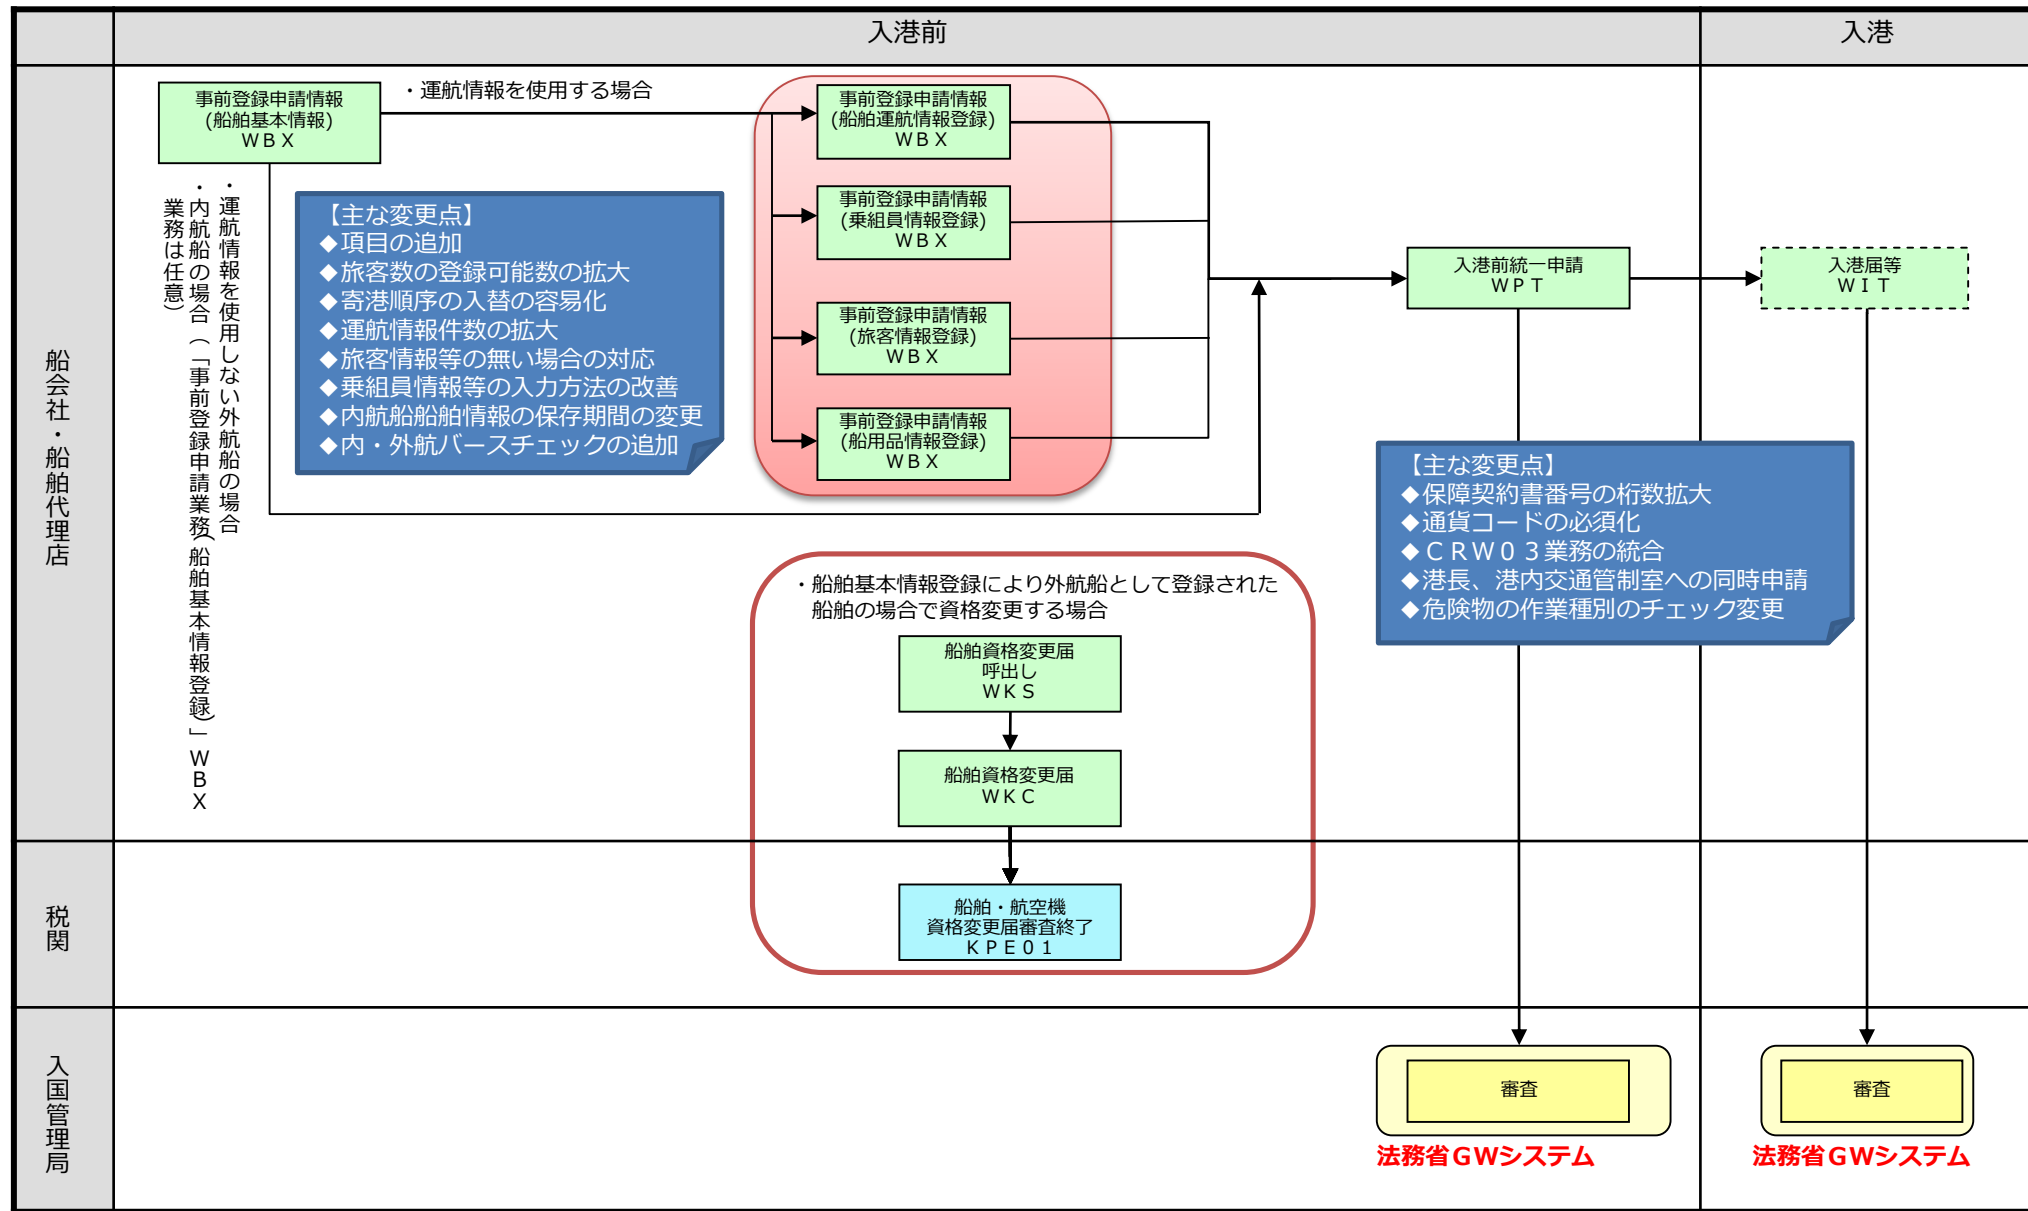 入港前
入港
船会社・船舶代理店
事前登録申請情報
(船舶基本情報)
ＷＢＸ
・運航情報を使用する場合
・運航情報を使用しない外航船の場合
・内航船の場合（「事前登録申請業務(船舶基本情報登録)」ＷＢＸ
業務は任意）
【主な変更点】
◆項目の追加
◆旅客数の登録可能数の拡大
◆寄港順序の入替の容易化
◆運航情報件数の拡大
◆旅客情報等の無い場合の対応
◆乗組員情報等の入力方法の改善
◆内航船船舶情報の保存期間の変更
◆内・外航バースチェックの追加
事前登録申請情報
(船舶運航情報登録)
ＷＢＸ
事前登録申請情報
(乗組員情報登録)
ＷＢＸ
事前登録申請情報
(旅客情報登録)
ＷＢＸ
事前登録申請情報
(船用品情報登録)
ＷＢＸ
入港前統一申請
ＷＰＴ
入港届等
ＷＩＴ
【主な変更点】
◆保障契約書番号の桁数拡大
◆通貨コードの必須化
◆ＣＲＷ０３業務の統合
◆港長、港内交通管制室への同時申請
◆危険物の作業種別のチェック変更
・船舶基本情報登録により外航船として登録された
船舶の場合で資格変更する場合
船舶資格変更届
呼出し
ＷＫＳ
船舶資格変更届
ＷＫＣ
税関
船舶・航空機
資格変更届審査終了
ＫＰＥ０１
入国管理局
審査
法務省GWシステム
審査
法務省GWシステム